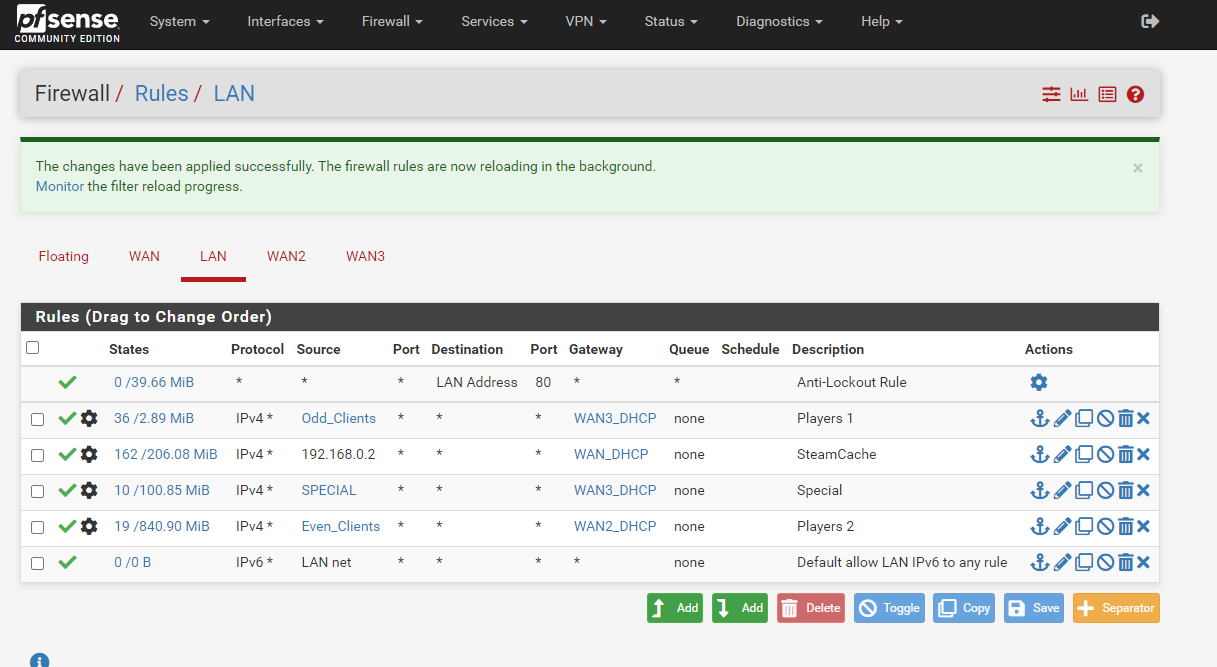 pfsense
COMMUNITY EDITION
System Interfaces Firewall Services VPN Status Diagnostics Help
Firewall / Rules / LAN
The changes have been applied successfully. The firewall rules are now reloading in the background.
Monitor the filter reload progress.
×
Floating WAN LAN WAN2 WAN3
Rules (Drag to Change Order)
States Protocol Source Port Destination Port Gateway Queue Schedule Description Actions
0 /39.66 MiB * * * LAN Address 80 * * Anti-Lockout Rule
36 /2.89 MiB IPv4 * Odd_Clients * * * WAN3_DHCP none Players 1
162 /206.08 MiB IPv4 * 192.168.0.2 * * * WAN_DHCP none SteamCache
10 /100.85 MiB IPv4 * SPECIAL * * * WAN3_DHCP none Special
19 /840.90 MiB IPv4 * Even_Clients * * * WAN2_DHCP none Players 2
0 /0 B IPv6 * LAN net * * * * none Default allow LAN IPv6 to any rule
Add Add Delete Toggle Copy Save Separator